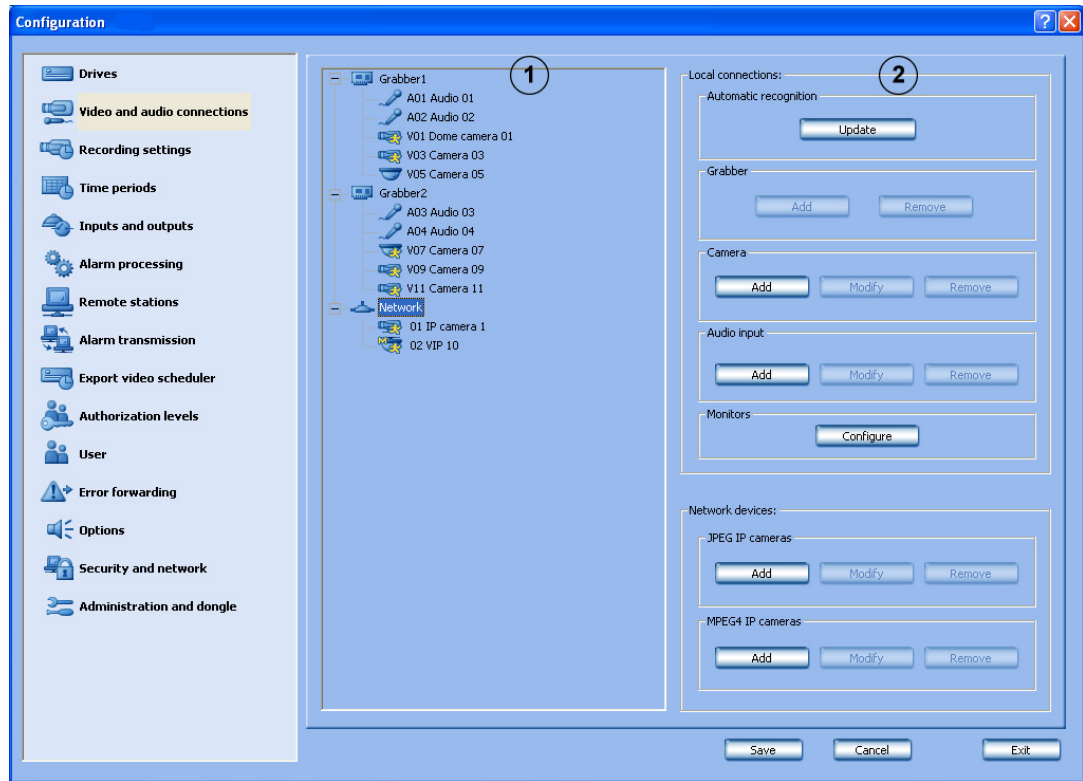 Configuration
Drives
Video and audio connections
Recording settings
Time periods
Inputs and outputs
Alarm processing
Remote stations
Alarm transmission
Export video scheduler
Authorization levels
User
Error forwarding
Options
Security and network
Administration and dongle
1
Grabber1
A01 Audio 01
A02 Audio 02
V01 Dome camera 01
V03 Camera 03
V05 Camera 05
Grabber2
A03 Audio 03
A04 Audio 04
V07 Camera 07
V09 Camera 09
V11 Camera 11
Network
01 IP camera 1
02 VIP 10
2
Local connections:
Automatic recognition
Update
Grabber
Add Remove
Camera
Add Modify Remove
Audio input
Add Modify Remove
Monitors
Configure
Network devices:
JPEG IP cameras
Add Modify Remove
MPEG4 IP cameras
Add Modify Remove
Save Cancel Exit